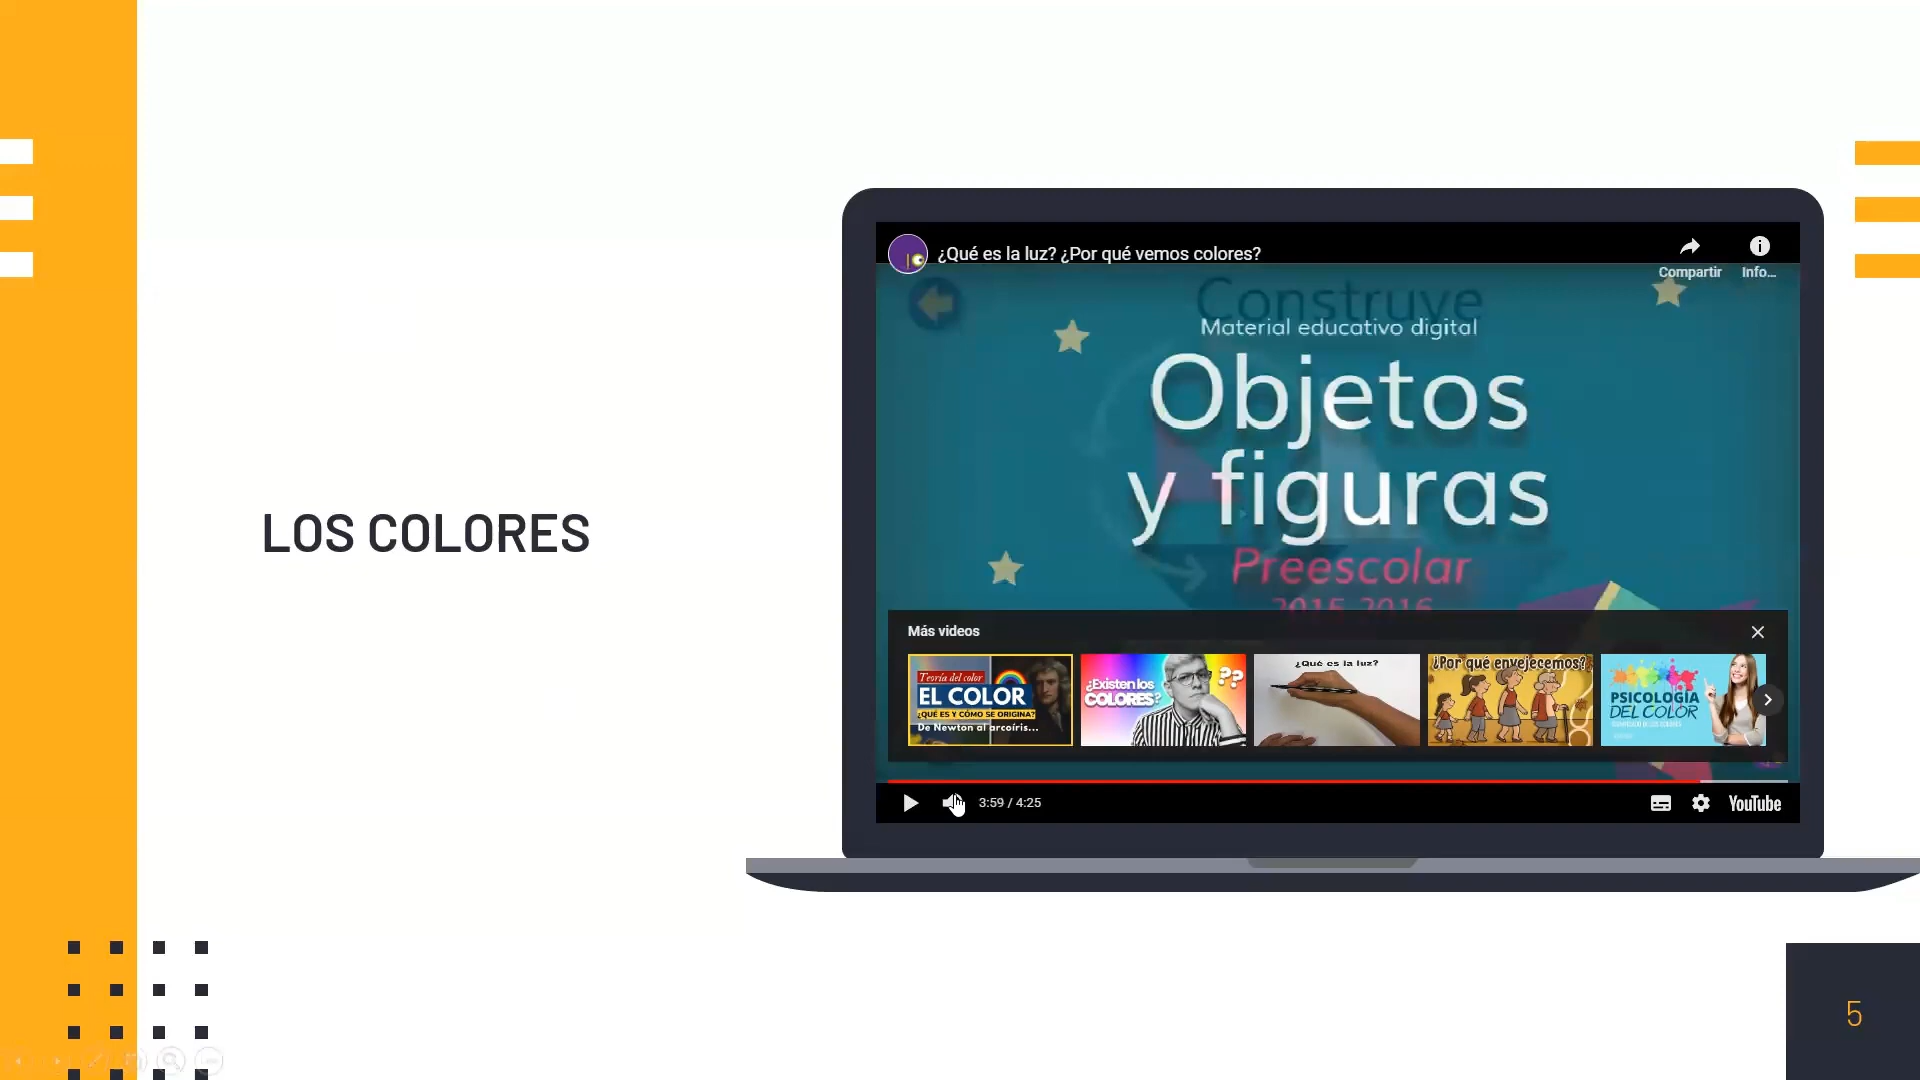 LOS COLORES
¿Qué es la luz? ¿Por qué vemos colores?
Compartir
Info...
Construye
Material educativo digital
Objetos
y figuras
Preescolar
2015-2016
Más videos
Teoría del color
EL COLOR
¿QUÉ ES Y CÓMO SE ORIGINA?
De Newton al arcoíris...
¿Existen los
COLORES?
??
¿Qué es la luz?
¿Por qué envejecemos?
PSICOLOGÍA
DEL COLOR
3:59 / 4:25
YouTube
5